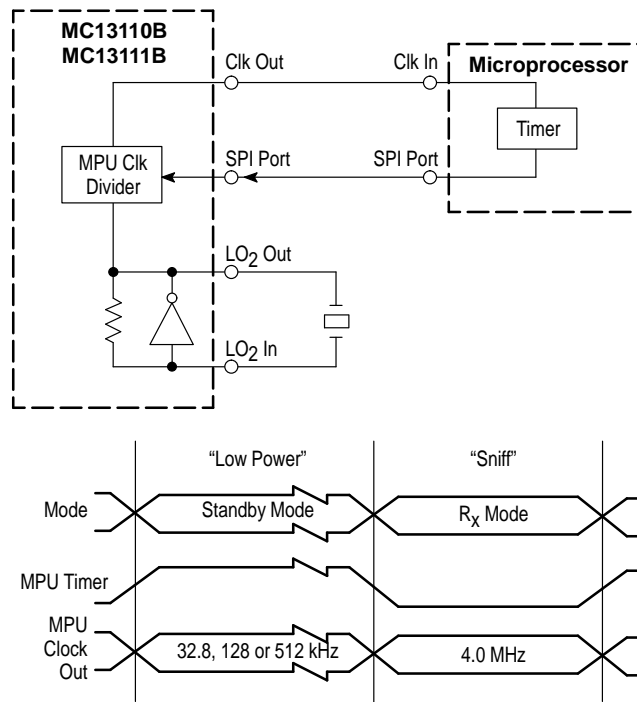 MC13110B
MC13111B
Clk Out
Clk In
Microprocessor
Timer
MPU Clk
Divider
SPI Port
SPI Port
LO2 Out
LO2 In
"Low Power"
"Sniff"
Mode
Standby Mode
Rx Mode
MPU Timer
MPU
Clock
Out
32.8, 128 or 512 kHz
4.0 MHz